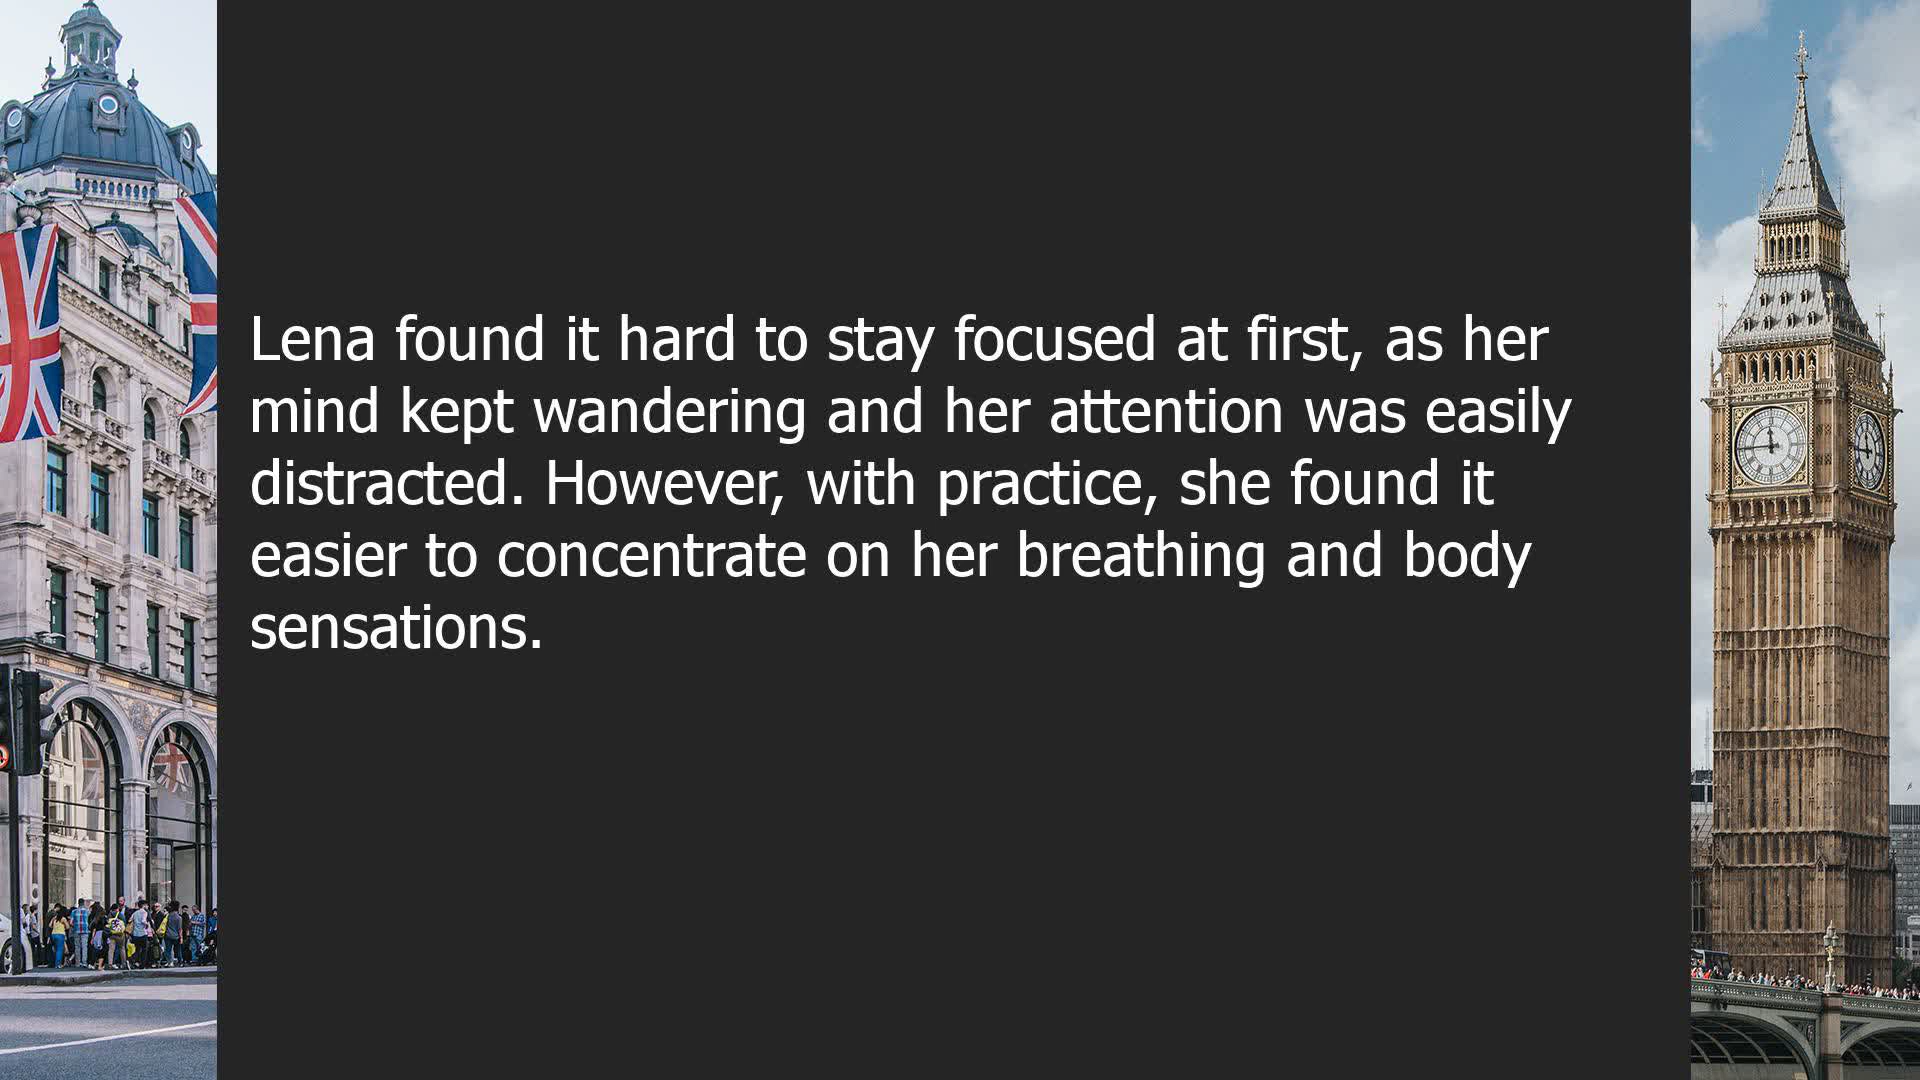 Lena found it hard to stay focused at first, as her
mind kept wandering and her attention was easily
distracted. However, with practice, she found it
easier to concentrate on her breathing and body
sensations.